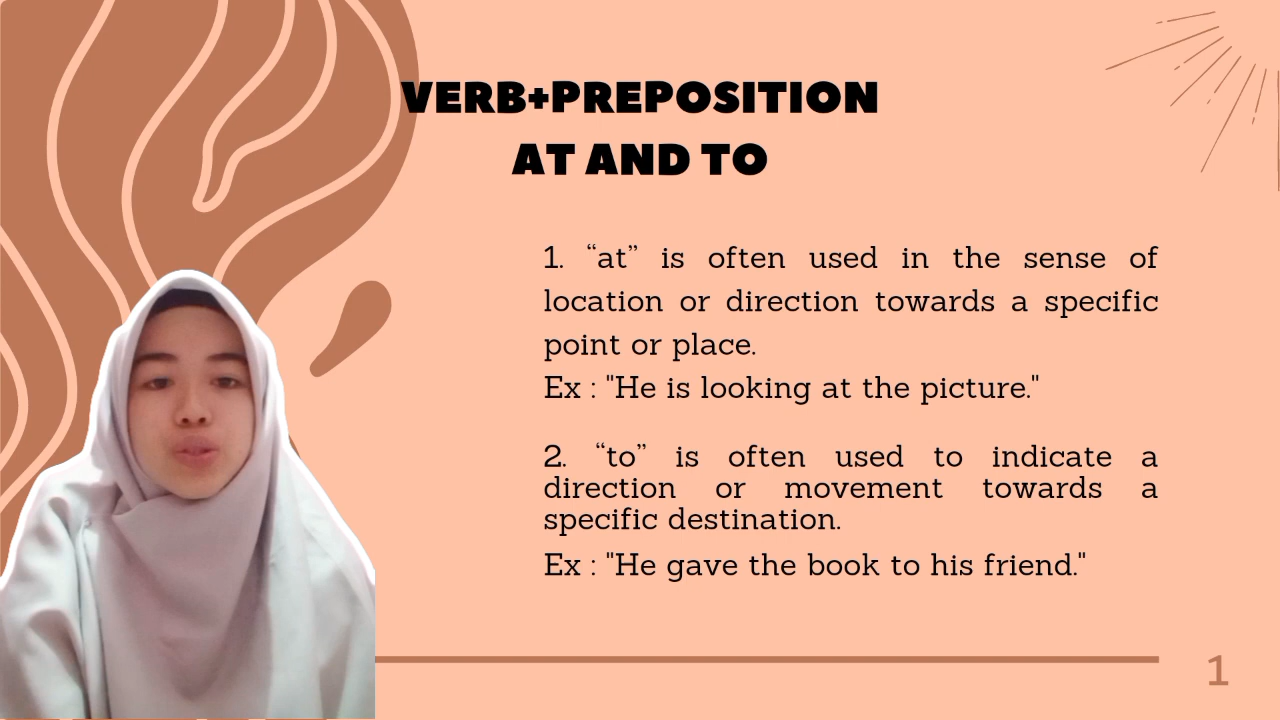 VERB+PREPOSITION
AT AND TO
1. “at” is often used in the sense of
location or direction towards a specific
point or place.
Ex : "He is looking at the picture."
2. “to” is often used to indicate a
direction or movement towards a
specific destination.
Ex : "He gave the book to his friend."
1